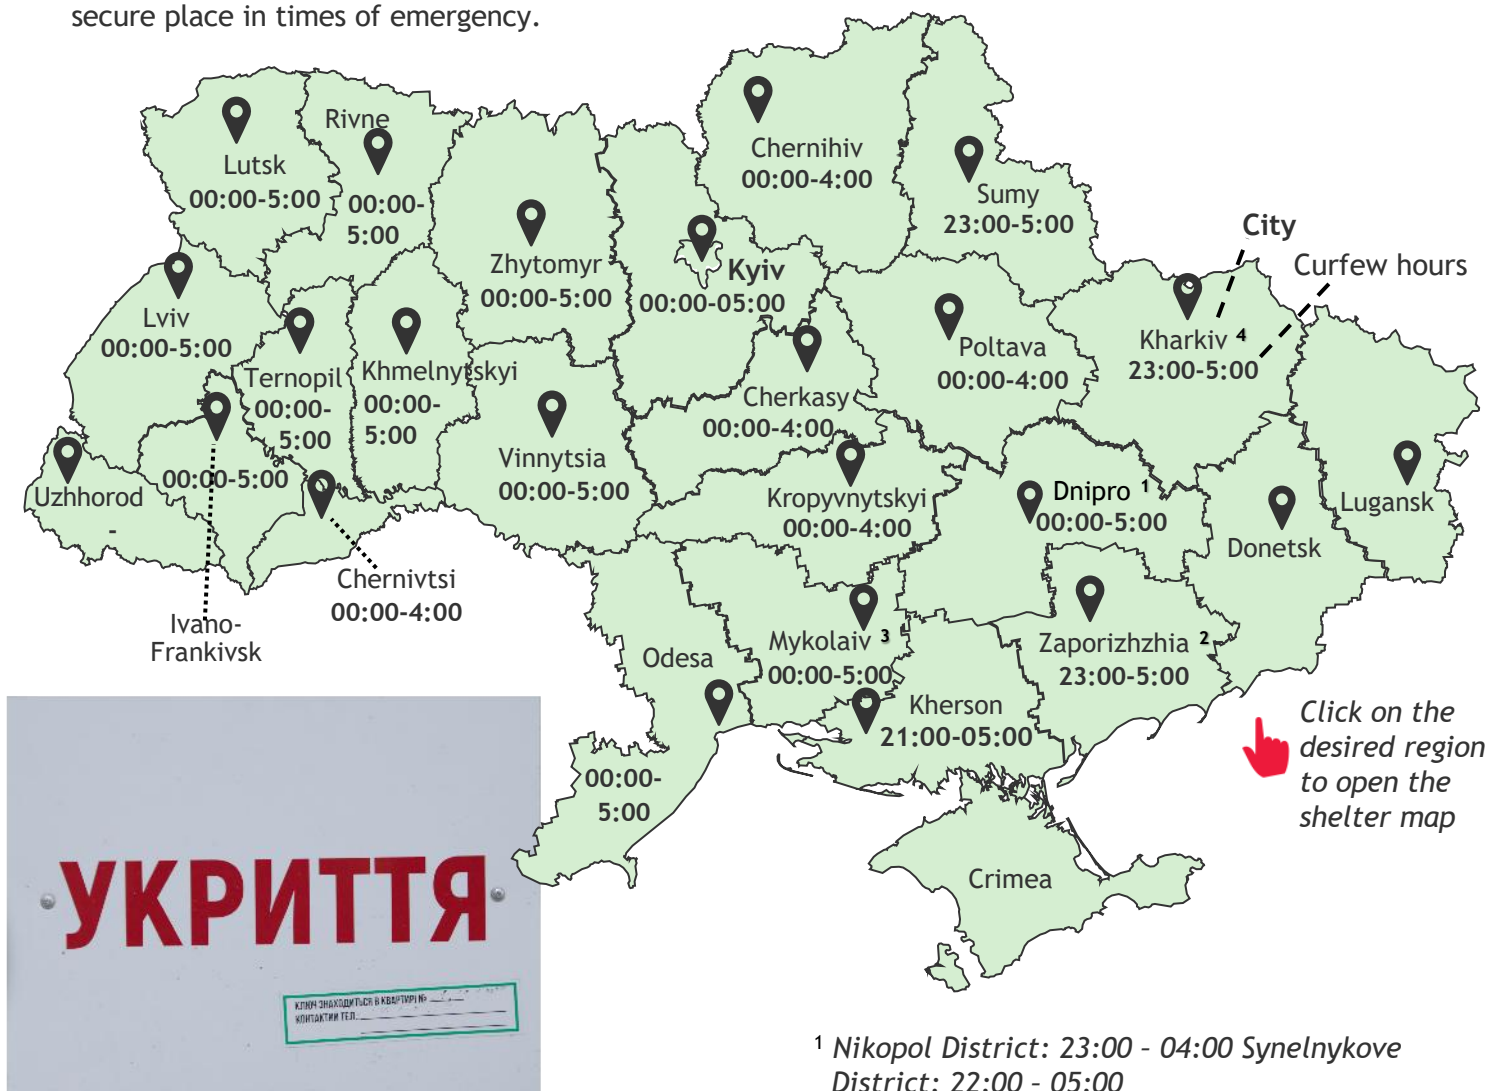 secure place in times of emergency.
Rivne
00:00-
5:00
Lutsk
00:00-5:00
Chernihiv
00:00-4:00
Sumy
23:00-5:00
City
Curfew hours
Zhytomyr
00:00-5:00
Kyiv
00:00-05:00
Lviv
00:00-5:00
Kharkiv 4
23:00-5:00
Poltava
00:00-4:00
Ternopil
00:00-
5:00
Khmelnytskyi
00:00-
5:00
Cherkasy
00:00-4:00
Vinnytsia
00:00-5:00
00:00-5:00
Uzhhorod
-
Kropyvnytskyi
00:00-4:00
Dnipro 1
00:00-5:00
Lugansk
Donetsk
Chernivtsi
00:00-4:00
Ivano-
Frankivsk
Odesa
Mykolaiv 3
00:00-5:00
Zaporizhzhia 2
23:00-5:00
Kherson
21:00-05:00
00:00-
5:00
Click on the
desired region
to open the
shelter map
Crimea
УКРИТТЯ
КЛЮЧ ЗНАХОДИТЬСЯ В КВАРТИРІ №
КОНТАКТНИЙ ТЕЛ.
1 Nikopol District: 23:00 – 04:00 Synelnykove
District: 22:00 – 05:00